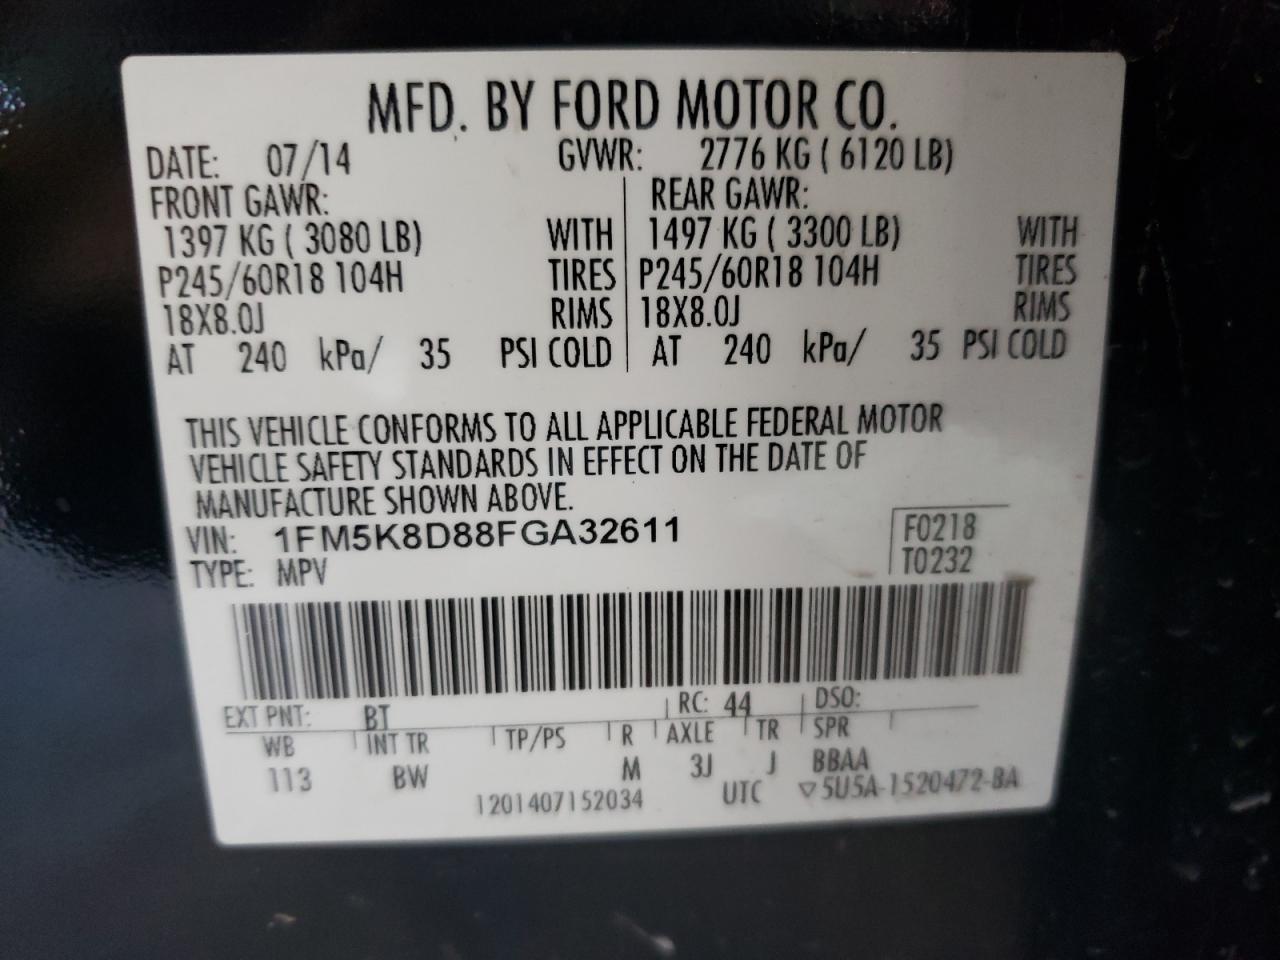 MFD. BY FORD MOTOR CO.
DATE: 07/14 GVWR: 2776 KG ( 6120 LB)
FRONT GAWR: REAR GAWR:
1397 KG ( 3080 LB) WITH 1497 KG ( 3300 LB) WITH
P245/60R18 104H TIRES P245/60R18 104H TIRES
18X8.0J RIMS 18X8.0J RIMS
AT 240 kPa/ 35 PSI COLD AT 240 kPa/ 35 PSI COLD
THIS VEHICLE CONFORMS TO ALL APPLICABLE FEDERAL MOTOR
VEHICLE SAFETY STANDARDS IN EFFECT ON THE DATE OF
MANUFACTURE SHOWN ABOVE.
VIN: 1FM5K8D88FGA32611 F0218
TYPE: MPV T0232
EXT PNT: BT RC: 44 DSO:
WB INT TR TP/PS R AXLE TR SPR
113 BW M 3J J BBAA
1201407152034 UTC ▽5U5A-1520472-BA